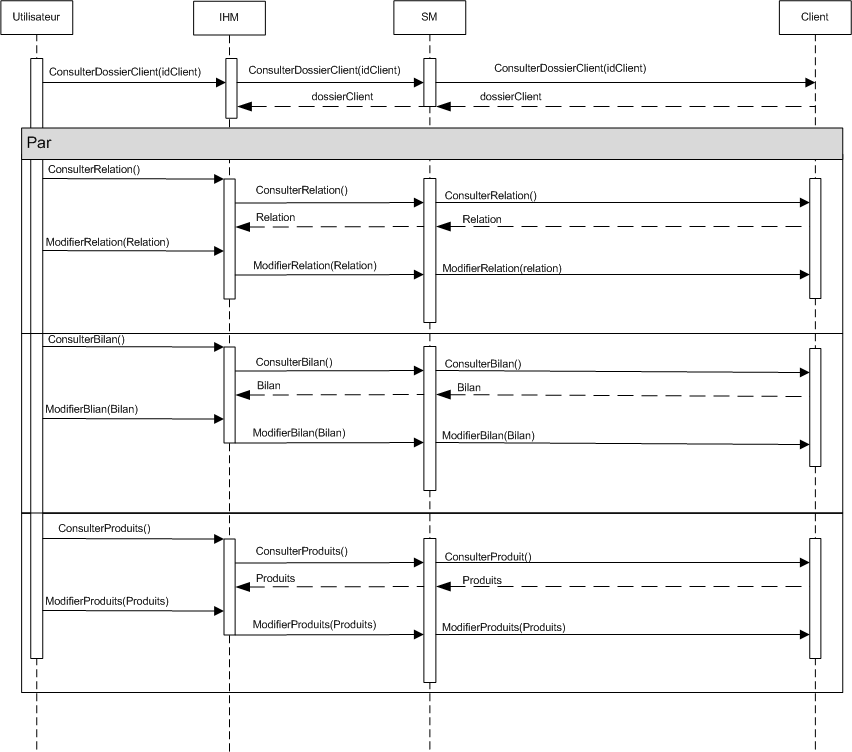 Utilisateur
IHM
SM
Client
ConsulterDossierClient(idClient)
ConsulterDossierClient(idClient)
ConsulterDossierClient(idClient)
dossierClient
dossierClient
Par
ConsulterRelation()
ConsulterRelation()
ConsulterRelation()
Relation
Relation
ModifierRelation(Relation)
ModifierRelation(Relation)
ModifierRelation(relation)
ConsulterBilan()
ConsulterBilan()
ConsulterBilan()
Bilan
Bilan
ModifierBlian(Bilan)
ModifierBilan(Bilan)
ModifierBilan(Bilan)
ConsulterProduits()
ConsulterProduits()
ConsulterProduit()
Produits
Produits
ModifierProduits(Produits)
ModifierProduits(Produits)
ModifierProduits(Produits)